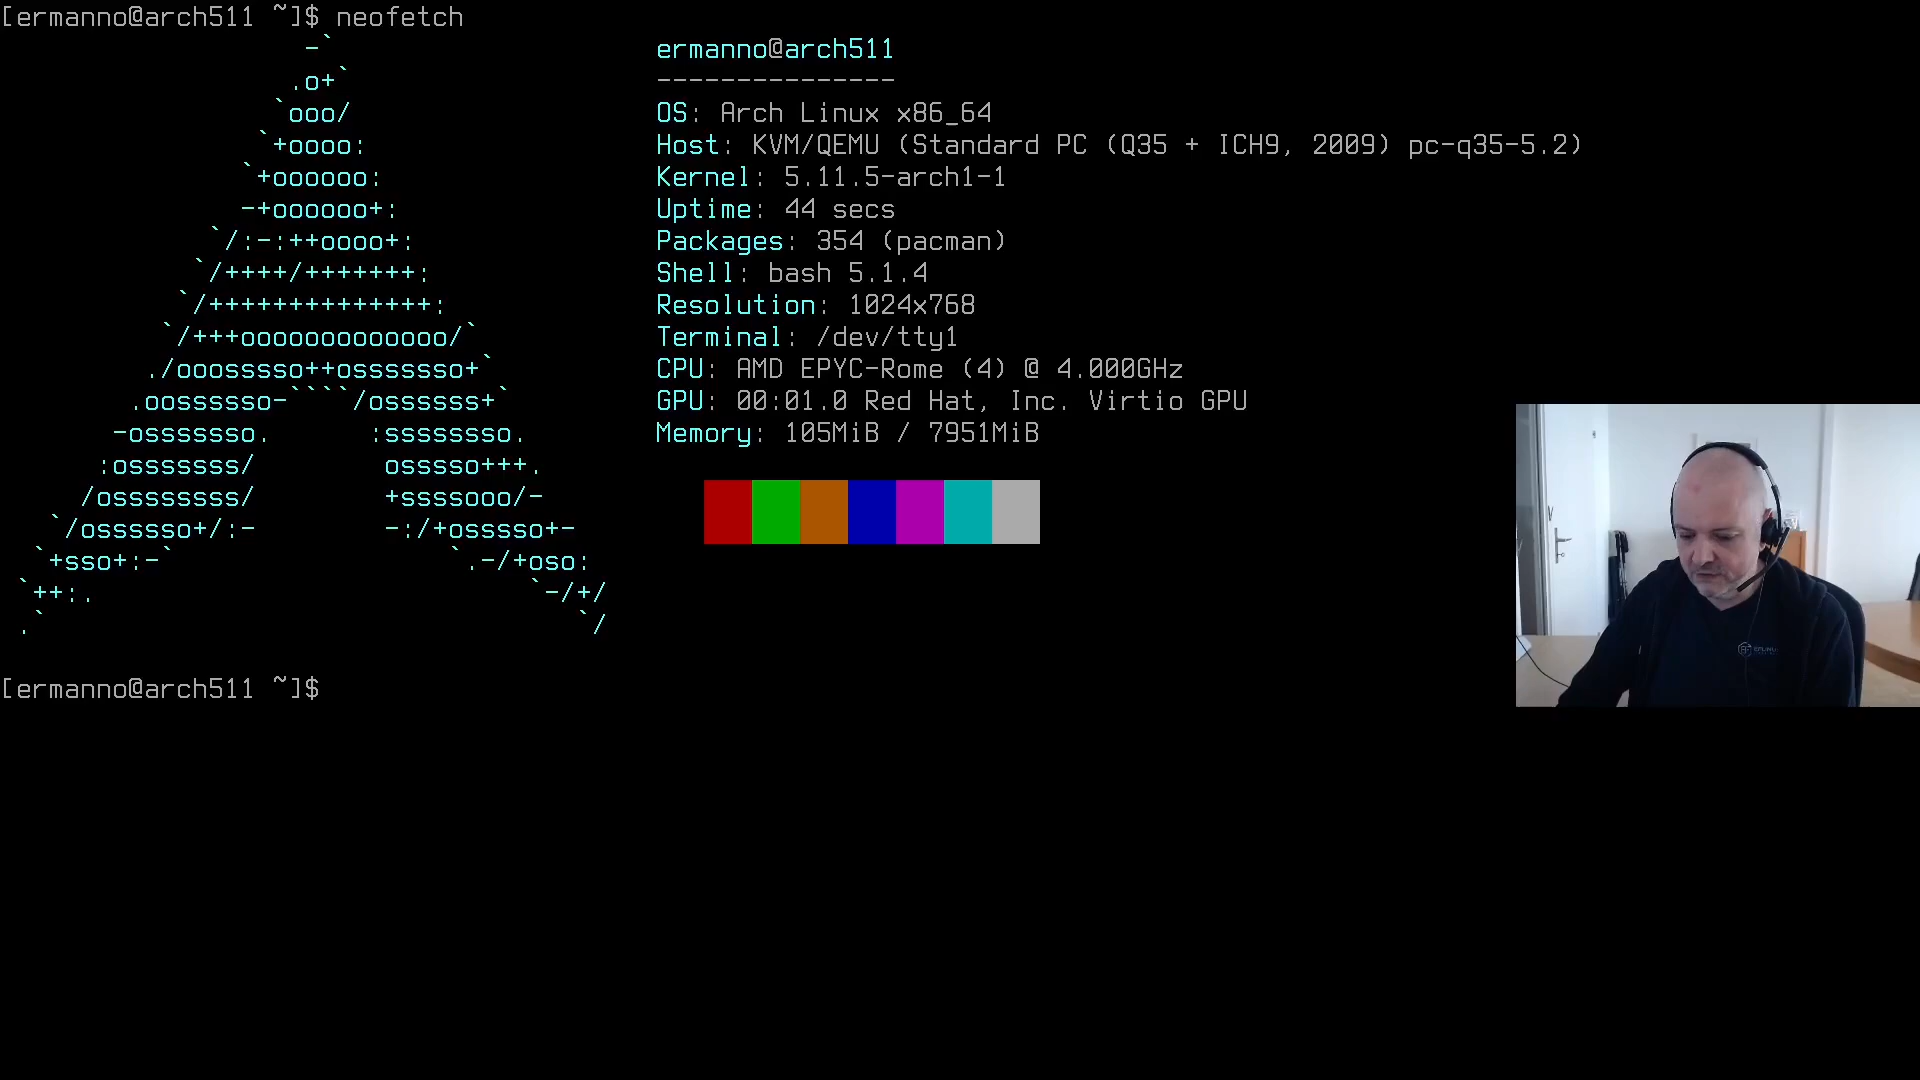 [ermanno@arch511 ~]$ neofetch
ermanno@arch511
---------------
OS: Arch Linux x86_64
Host: KVM/QEMU (Standard PC (Q35 + ICH9, 2009) pc-q35-5.2)
Kernel: 5.11.5-arch1-1
Uptime: 44 secs
Packages: 354 (pacman)
Shell: bash 5.1.4
Resolution: 1024x768
Terminal: /dev/tty1
CPU: AMD EPYC-Rome (4) @ 4.000GHz
GPU: 00:01.0 Red Hat, Inc. Virtio GPU
Memory: 105MiB / 7951MiB
[ermanno@arch511 ~]$